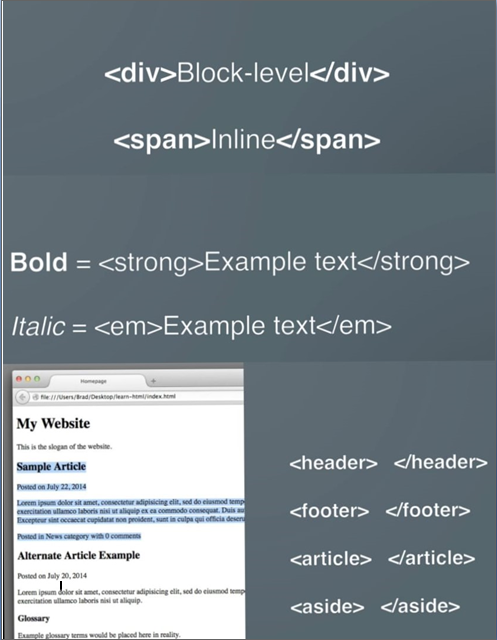 <div>Block-level</div>
<span>Inline</span>
Bold = <strong>Example text</strong>
Italic = <em>Example text</em>
Homepage
file:///Users/Brad/Desktop/learn-html/index.html
My Website
This is the slogan of the website.
Sample Article
Posted on July 22, 2014
Lorem ipsum dolor sit amet, consectetur adipisicing elit, sed do eiusmod temp
exercitation ullamco laboris nisi ut aliquip ex ea commodo consequat. Duis au
Excepteur sint occaecat cupidatat non proident, sunt in culpa qui officia deseru
Posted in News category with 0 comments
Alternate Article Example
Posted on July 20, 2014
Lorem ipsum dolor sit amet, consectetur adipisicing elit, sed do eiusmod temp
exercitation ullamco laboris nisi ut aliquip.
Glossary
Example glossary terms would be placed here in reality.
<header> </header>
<footer> </footer>
<article> </article>
<aside> </aside>